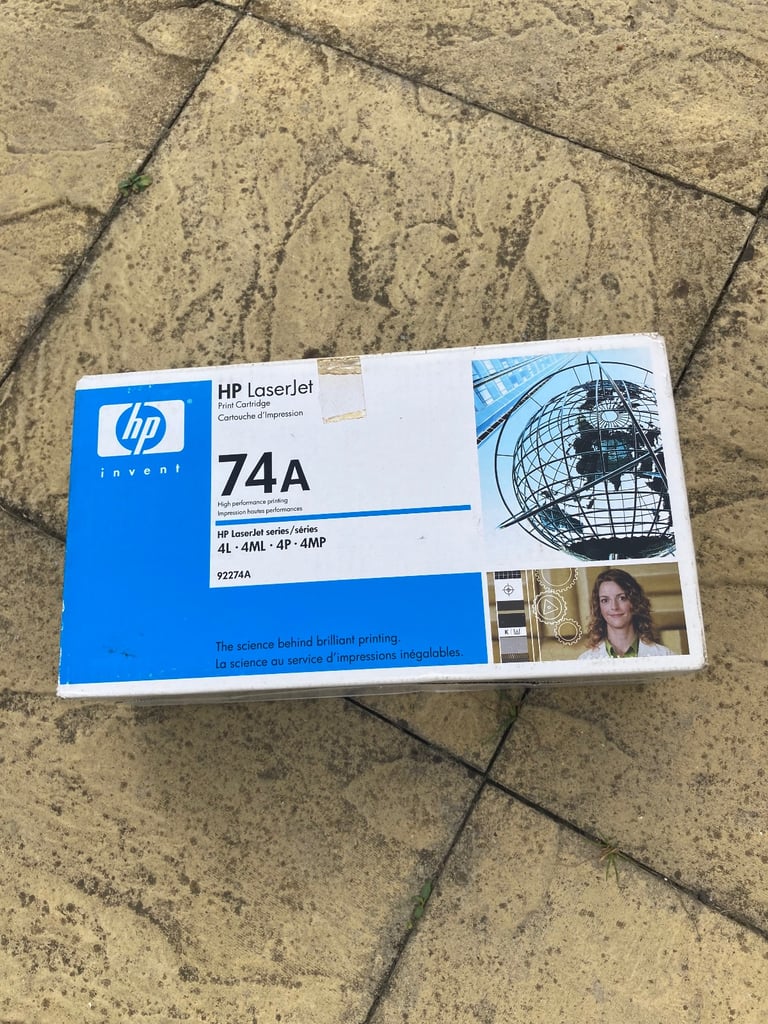 hp
invent
HP LaserJet
Print Cartridge
Cartouche d'Impression
74A
High performance printing
Impression hautes performances
HP LaserJet series/séries
4L · 4ML · 4P · 4MP
92274A
The science behind brilliant printing.
La science au service d'impressions inégalables.
K